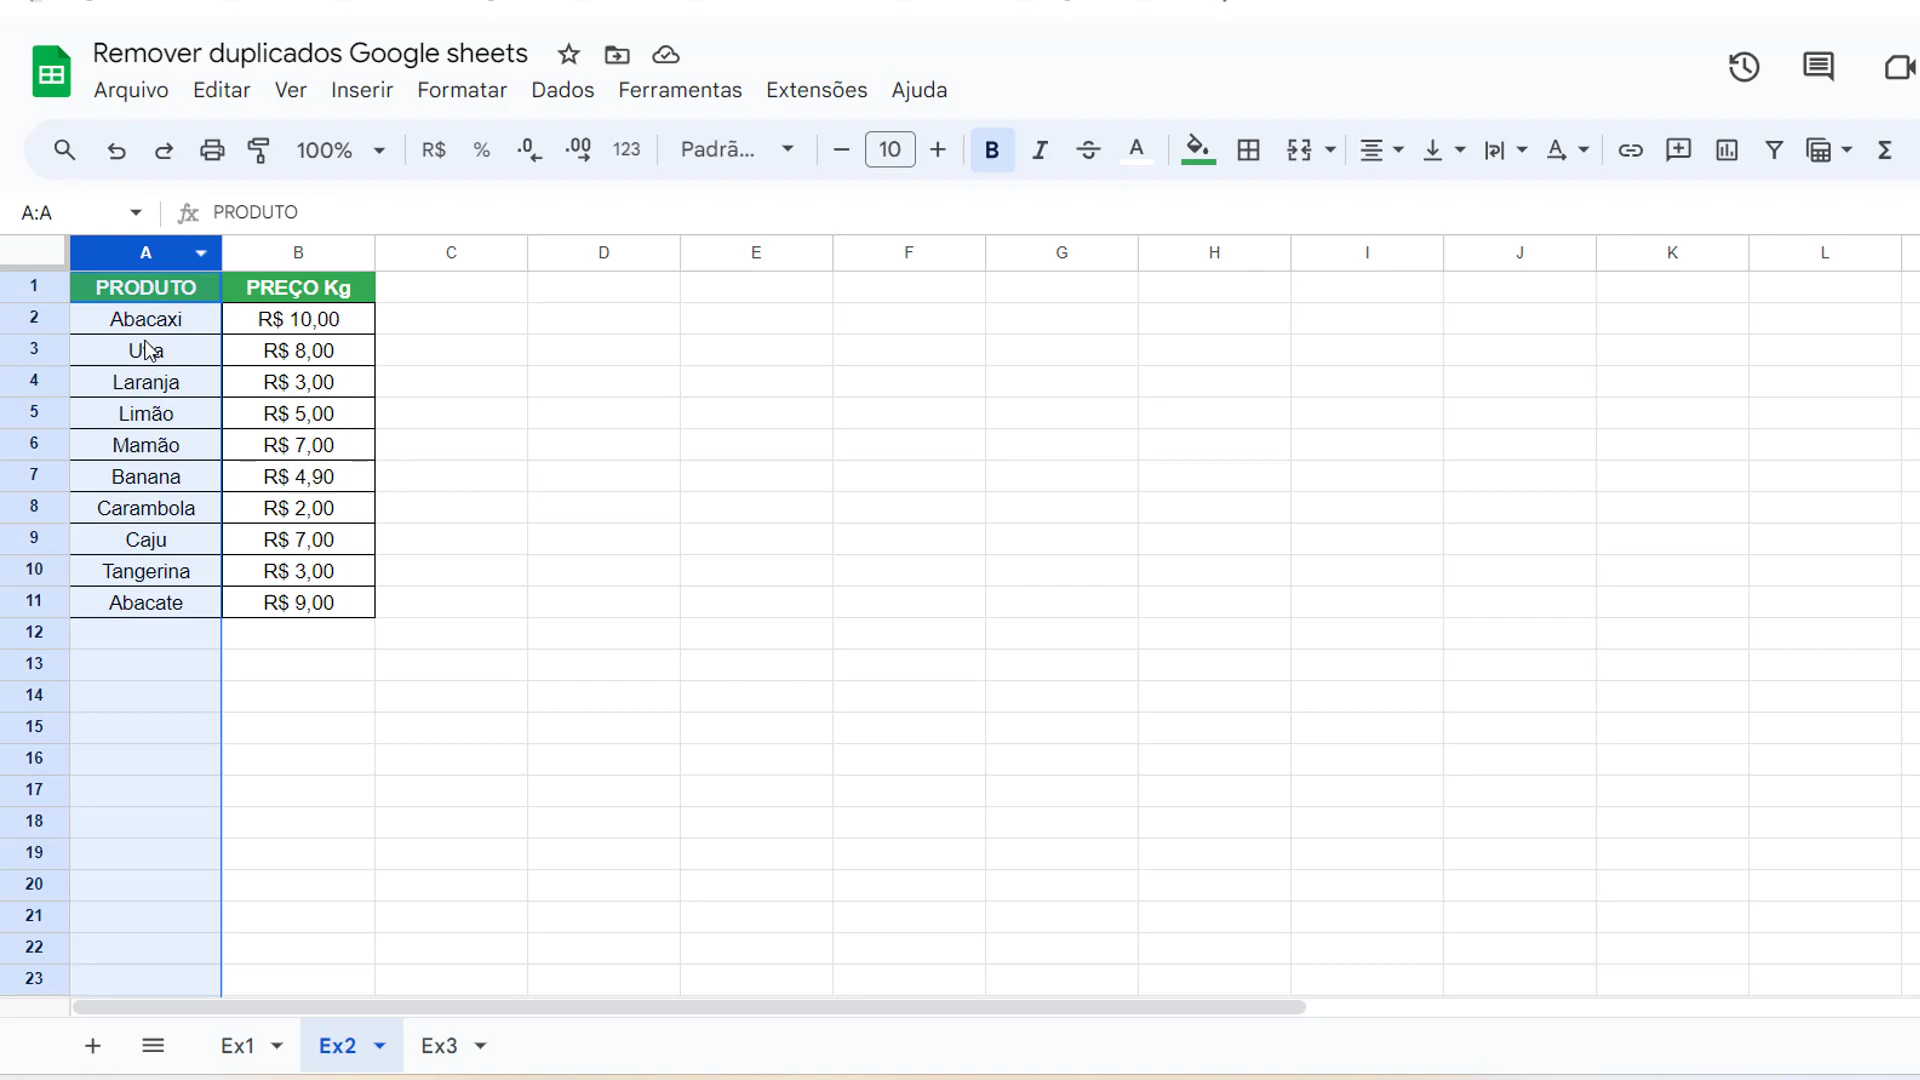 Remover duplicados Google sheets
Arquivo Editar Ver Inserir Formatar Dados Ferramentas Extensões Ajuda
100% R$ % .0 .00 123 Padrã... 10 B I S A A Σ
A:A fx PRODUTO
A B C D E F G H I J K L
1 PRODUTO PREÇO Kg
2 Abacaxi R$ 10,00
3 R$ 8,00
4 Laranja R$ 3,00
5 Limão R$ 5,00
6 Mamão R$ 7,00
7 Banana R$ 4,90
8 Carambola R$ 2,00
9 Caju R$ 7,00
10 Tangerina R$ 3,00
11 Abacate R$ 9,00
12
13
14
15
16
17
18
19
20
21
22
23
Ex1 Ex2 Ex3